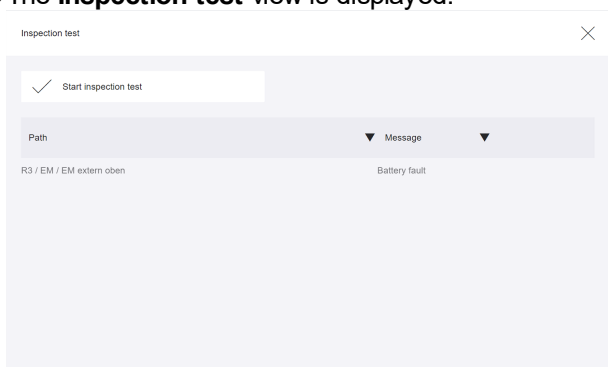 The Inspection test view is displayed.
Inspection test
Start inspection test
Path Message
R3 / EM / EM extern oben Battery fault